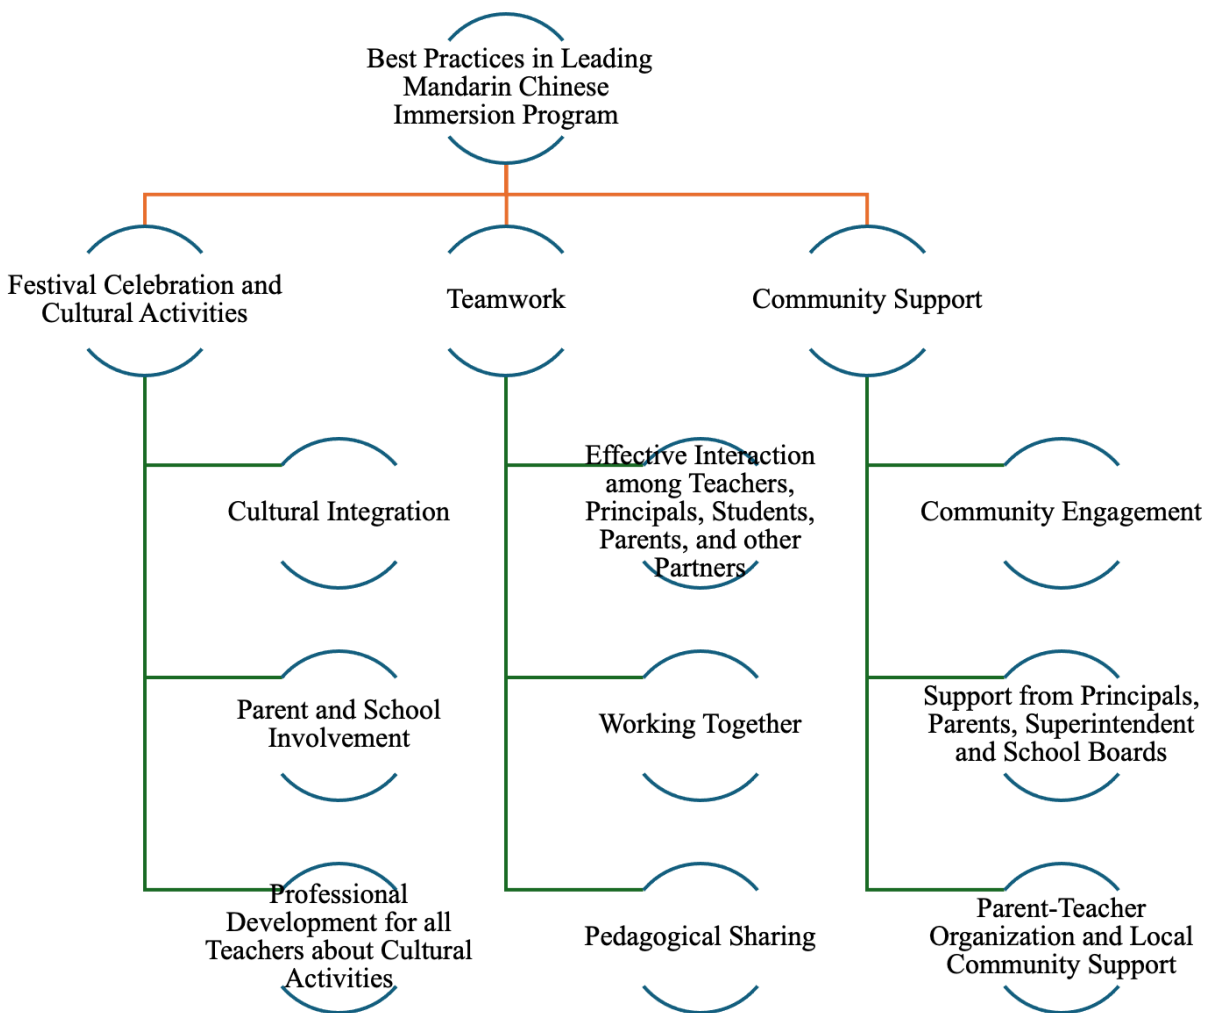 Best Practices in Leading
Mandarin Chinese
Immersion Program
Festival Celebration and
Cultural Activities
Teamwork
Community Support
Cultural Integration
Effective Interaction
among Teachers,
Principals, Students,
Parents, and other
Partners
Community Engagement
Parent and School
Involvement
Working Together
Support from Principals,
Parents, Superintendent
and School Boards
Professional
Development for all
Teachers about Cultural
Activities
Pedagogical Sharing
Parent-Teacher
Organization and Local
Community Support